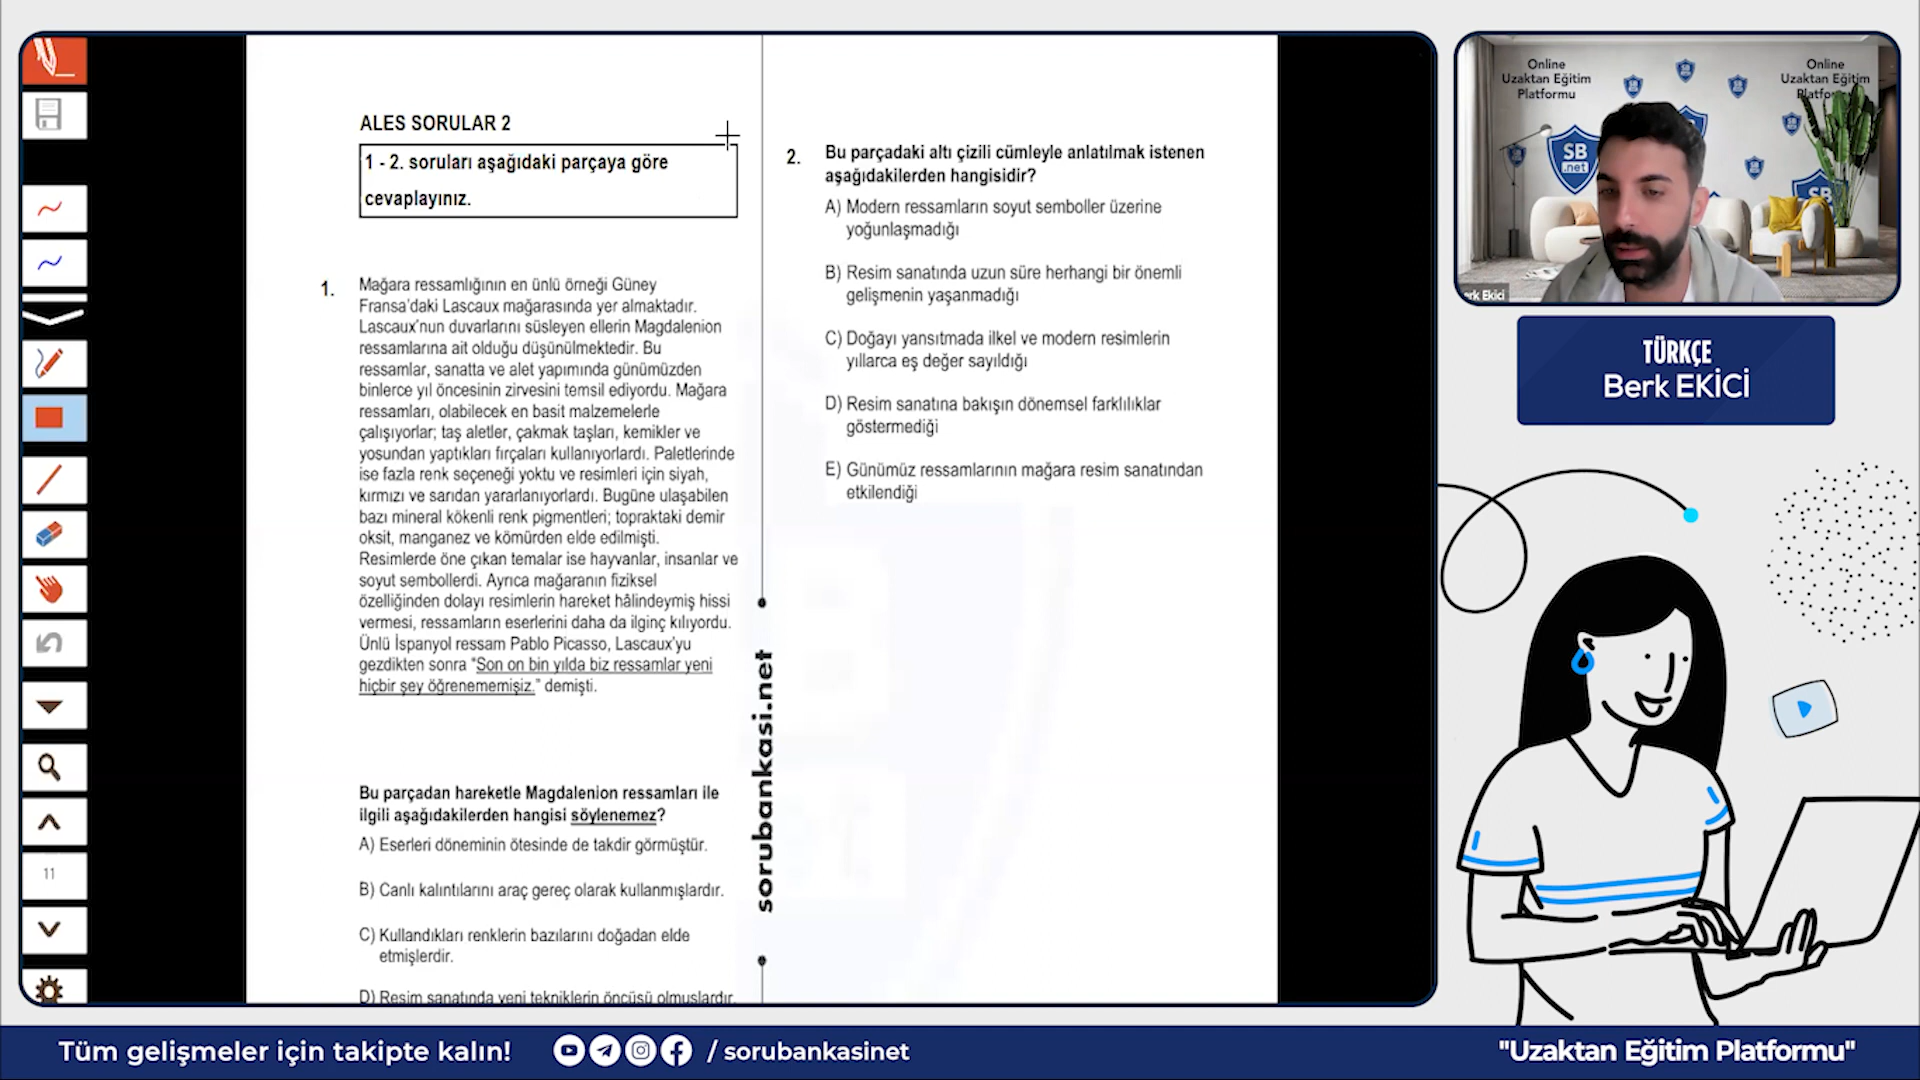 ALES SORULAR 2
1 - 2. soruları aşağıdaki parçaya göre
cevaplayınız.
1.
Mağara ressamlığının en ünlü örneği Güney
Fransa'daki Lascaux mağarasında yer almaktadır.
Lascaux'nun duvarlarını süsleyen ellerin Magdalenion
ressamlarına ait olduğu düşünülmektedir. Bu
ressamlar, sanatta ve alet yapımında günümüzden
binlerce yıl öncesinin zirvesini temsil ediyordu. Mağara
ressamları, olabilecek en basit malzemelerle
çalışıyorlar; taş aletler, çakmak taşları, kemikler ve
yosundan yaptıkları fırçaları kullanıyorlardı. Paletlerinde
ise fazla renk seçeneği yoktu ve resimleri için siyah,
kırmızı ve sarıdan yararlanıyorlardı. Bugüne ulaşabilen
bazı mineral kökenli renk pigmentleri; topraktaki demir
oksit, manganez ve kömürden elde edilmişti.
Resimlerde öne çıkan temalar ise hayvanlar, insanlar ve
soyut sembollerdi. Ayrıca mağaranın fiziksel
özelliğinden dolayı resimlerin hareket hâlindeymiş hissi
vermesi, ressamların eserlerini daha da ilginç kılıyordu.
Ünlü İspanyol ressam Pablo Picasso, Lascaux'yu
gezdikten sonra "Son on bin yılda biz ressamlar yeni
hiçbir şey öğrenememişiz." demişti.
Bu parçadan hareketle Magdalenion ressamları ile
ilgili aşağıdakilerden hangisi söylenemez?
A) Eserleri döneminin ötesinde de takdir görmüştür.
B) Canlı kalıntılarını araç gereç olarak kullanmışlardır.
C) Kullandıkları renklerin bazılarını doğadan elde
etmişlerdir.
D) Resim sanatında yeni tekniklerin öncüsü olmuşlardır.
sorubankasi.net
2.
Bu parçadaki altı çizili cümleyle anlatılmak istenen
aşağıdakilerden hangisidir?
A) Modern ressamların soyut semboller üzerine
yoğunlaşmadığı
B) Resim sanatında uzun süre herhangi bir önemli
gelişmenin yaşanmadığı
C) Doğayı yansıtmada ilkel ve modern resimlerin
yıllarca eş değer sayıldığı
D) Resim sanatına bakışın dönemsel farklılıklar
göstermediği
E) Günümüz ressamlarının mağara resim sanatından
etkilendiği
11
Online
Uzaktan Eğitim
Platformu
Online
Uzaktan Eğitim
SB
.net
SB
Ekici
TÜRKÇE
Berk EKİCİ
Tüm gelişmeler için takipte kalın!
/ sorubankasinet
"Uzaktan Eğitim Platformu"